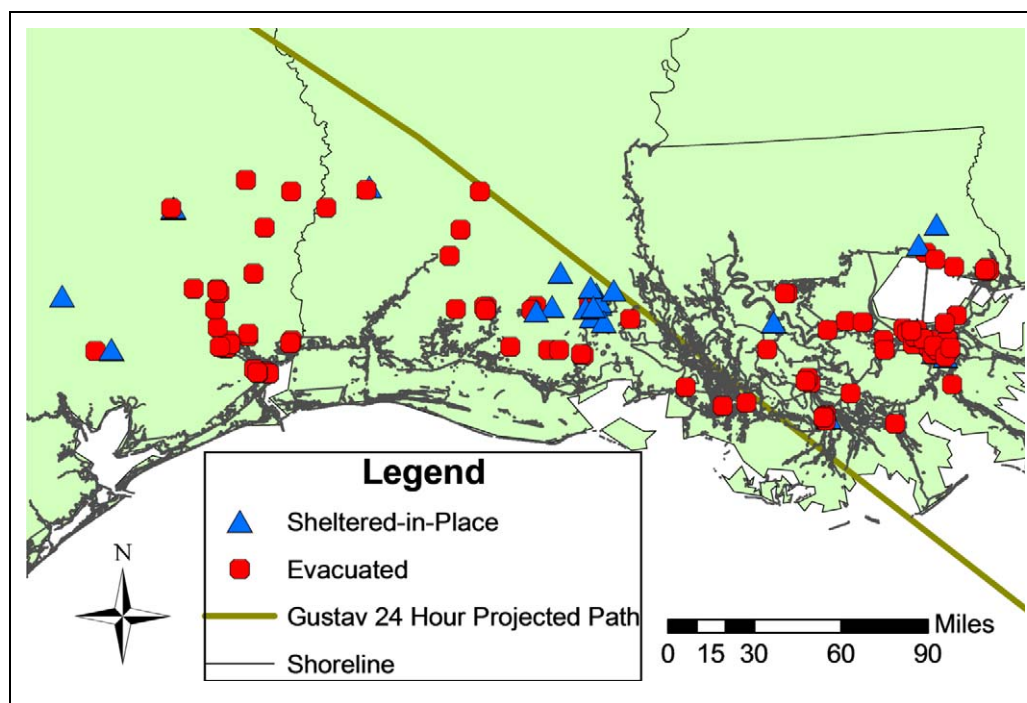 Legend
Sheltered-in-Place
Evacuated
Gustav 24 Hour Projected Path
Shoreline
N
Miles
0 15 30 60 90